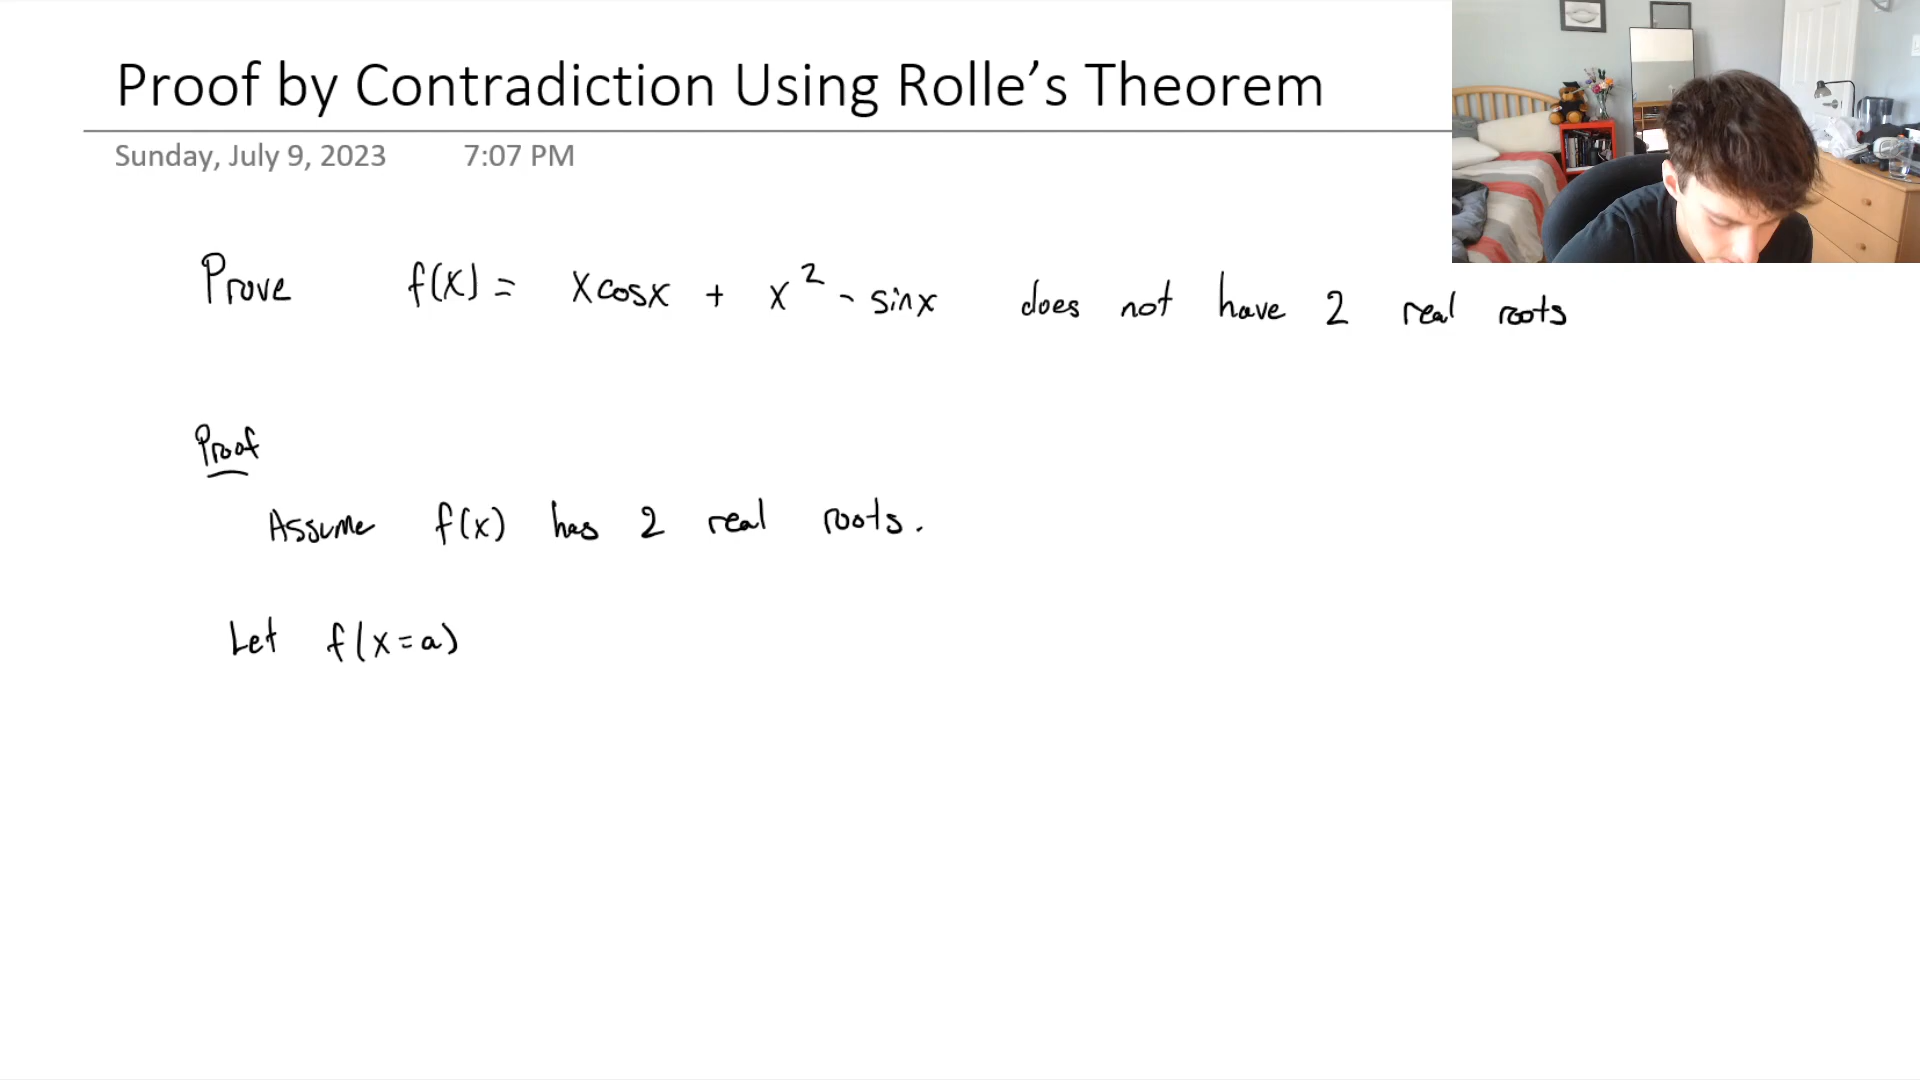 Proof by Contradiction Using Rolle's Theorem
Sunday, July 9, 2023 7:07 PM
Prove f(x) = x cosx + x² - sinx does not have 2 real roots
Proof
Assume f(x) has 2 real roots.
Let f(x=a)